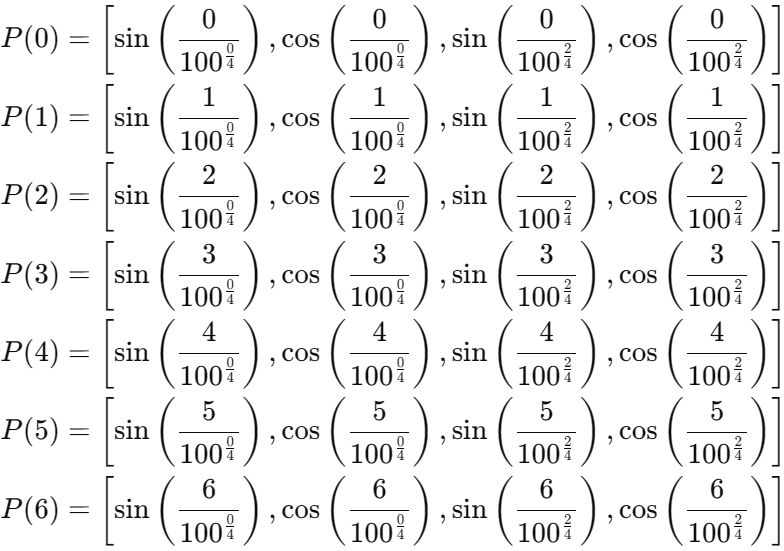 P(0) = [sin(0/100^{0/4}), cos(0/100^{0/4}), sin(0/100^{2/4}), cos(0/100^{2/4})]
P(1) = [sin(1/100^{0/4}), cos(1/100^{0/4}), sin(1/100^{2/4}), cos(1/100^{2/4})]
P(2) = [sin(2/100^{0/4}), cos(2/100^{0/4}), sin(2/100^{2/4}), cos(2/100^{2/4})]
P(3) = [sin(3/100^{0/4}), cos(3/100^{0/4}), sin(3/100^{2/4}), cos(3/100^{2/4})]
P(4) = [sin(4/100^{0/4}), cos(4/100^{0/4}), sin(4/100^{2/4}), cos(4/100^{2/4})]
P(5) = [sin(5/100^{0/4}), cos(5/100^{0/4}), sin(5/100^{2/4}), cos(5/100^{2/4})]
P(6) = [sin(6/100^{0/4}), cos(6/100^{0/4}), sin(6/100^{2/4}), cos(6/100^{2/4})]